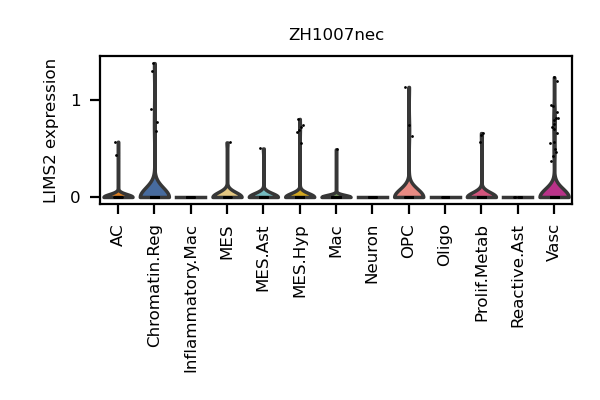 ZH1007nec
LIMS2 expression
1
0
AC
Chromatin.Reg
Inflammatory.Mac
MES
MES.Ast
MES.Hyp
Mac
Neuron
OPC
Oligo
Prolif.Metab
Reactive.Ast
Vasc